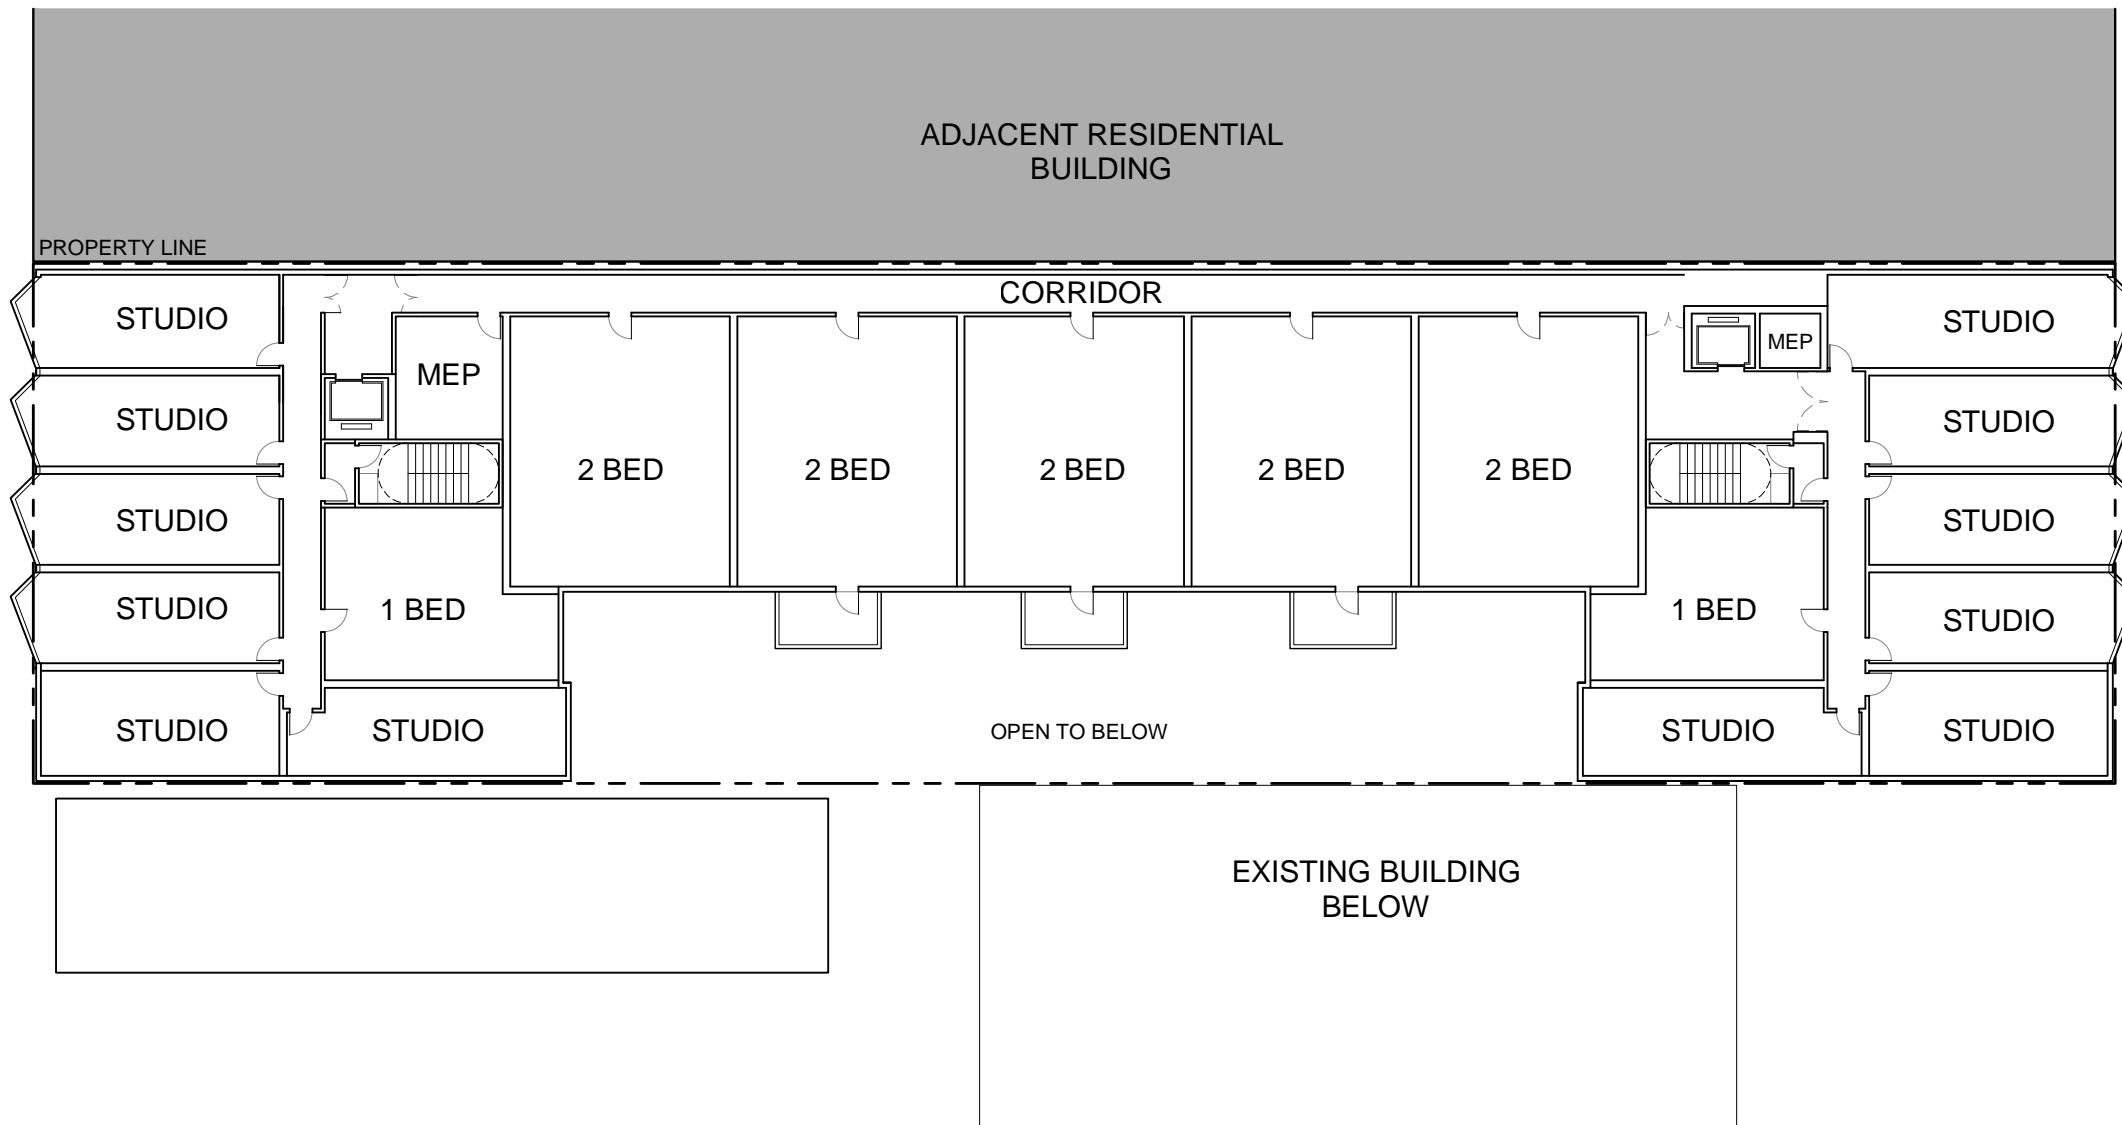 ADJACENT RESIDENTIAL
BUILDING
PROPERTY LINE
CORRIDOR
STUDIO
STUDIO
MEP
MEP
STUDIO
STUDIO
2 BED
2 BED
2 BED
2 BED
2 BED
STUDIO
STUDIO
STUDIO
1 BED
1 BED
STUDIO
STUDIO
STUDIO
OPEN TO BELOW
STUDIO
STUDIO
EXISTING BUILDING
BELOW